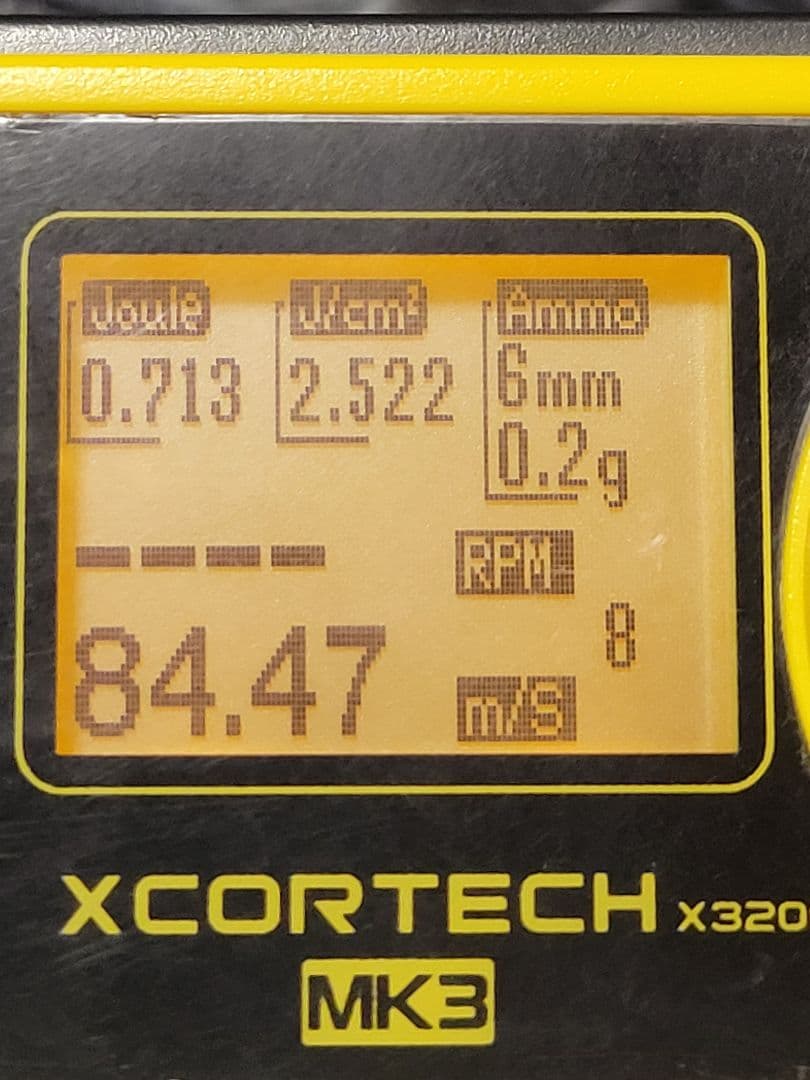 Joule J/cm² Ammo
0.713 2.522 6mm
0.2g
---- RPM
8
84.47 m/S
XCORTECH X320
MK3